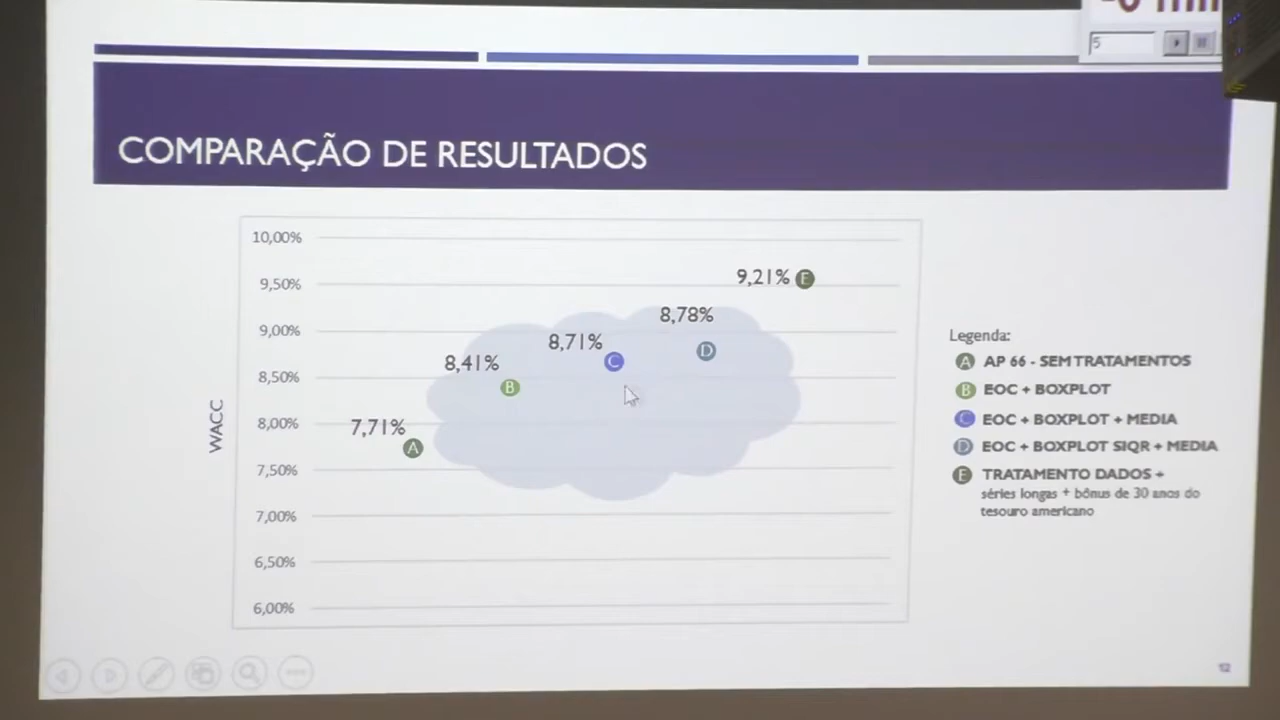 5
COMPARAÇÃO DE RESULTADOS
10,00%
9,50%
9,00%
8,50%
8,00%
7,50%
7,00%
6,50%
6,00%
WACC
7,71%
A
8,41%
B
8,71%
C
8,78%
D
9,21%
E
Legenda:
A AP 66 - SEM TRATAMENTOS
B EOC + BOXPLOT
C EOC + BOXPLOT + MEDIA
D EOC + BOXPLOT SIQR + MEDIA
E TRATAMENTO DADOS +
séries longas + bônus de 30 anos do
tesouro americano
12